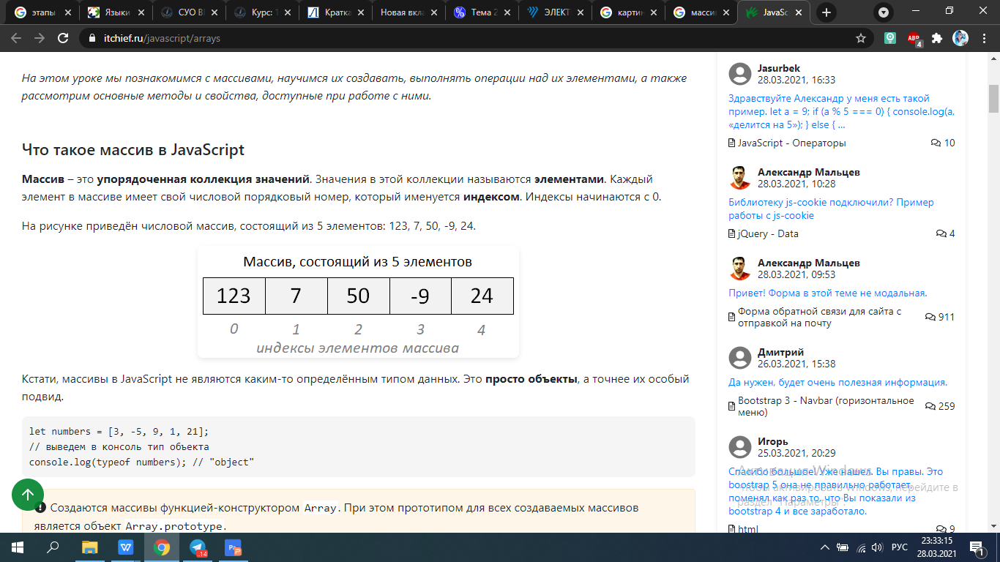 этапы
Языки
СУО ВГ
Курс: Т
Кратка
Новая вкла
Тема 2
ЭЛЕКТ
картин
массив
JavaSc
itchief.ru/javascript/arrays
ABP
4
На этом уроке мы познакомимся с массивами, научимся их создавать, выполнять операции над их элементами, а также
рассмотрим основные методы и свойства, доступные при работе с ними.
Что такое массив в JavaScript
Массив – это упорядоченная коллекция значений. Значения в этой коллекции называются элементами. Каждый
элемент в массиве имеет свой числовой порядковый номер, который именуется индексом. Индексы начинаются с 0.
На рисунке приведён числовой массив, состоящий из 5 элементов: 123, 7, 50, -9, 24.
Массив, состоящий из 5 элементов
123 7 50 -9 24
0 1 2 3 4
индексы элементов массива
Кстати, массивы в JavaScript не являются каким-то определённым типом данных. Это просто объекты, а точнее их особый
подвид.
let numbers = [3, -5, 9, 1, 21];
// выведем в консоль тип объекта
console.log(typeof numbers); // "object"
Создаются массивы функцией-конструктором Array. При этом прототипом для всех создаваемых массивов
является объект Array.prototype.
Jasurbek
28.03.2021, 16:33
Здравствуйте Александр у меня есть такой
пример. let a = 9; if (a % 5 === 0) { console.log(a,
«делится на 5»); } else { ...
JavaScript - Операторы 10
Александр Мальцев
28.03.2021, 10:28
Библиотеку js-cookie подключили? Пример
работы с js-cookie
jQuery - Data 4
Александр Мальцев
28.03.2021, 09:53
Привет! Форма в этой теме не модальная.
Форма обратной связи для сайта с
отправкой на почту 911
Дмитрий
26.03.2021, 15:38
Да нужен, будет очень полезная информация.
Bootstrap 3 - Navbar (горизонтальное
меню) 259
Игорь
25.03.2021, 20:29
Спасибо большое! Уже нашел. Вы правы. Это
boostrap 5 она не правильно работает,
поменял как раз то, что Вы показали из
bootstrap 4 и все заработало.
html 9
Активация Windows
Чтобы активировать Windows, перейдите в
раздел "Параметры".
.14
РУС
23:33:15
28.03.2021
1